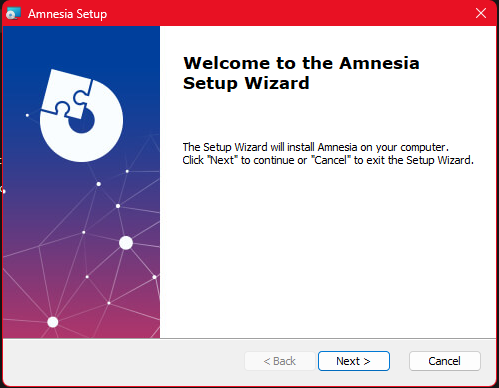 Amnesia Setup
Welcome to the Amnesia
Setup Wizard
The Setup Wizard will install Amnesia on your computer.
Click "Next" to continue or "Cancel" to exit the Setup Wizard.
< Back
Next >
Cancel